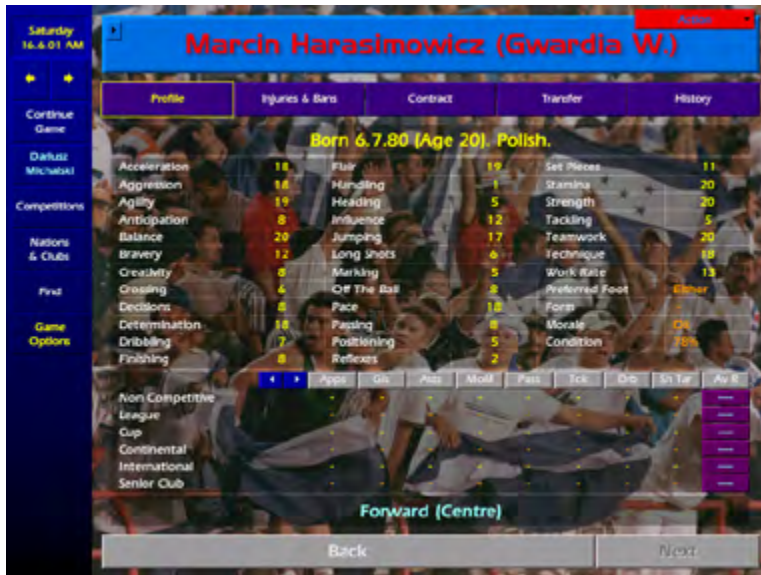 Saturday
16.6.01 AM
Action
Marcin Harasimowicz (Gwardia W.)
Profile Injuries & Bans Contract Transfer History
Continue
Game
Born 6.7.80 (Age 20). Polish.
Dariusz
Michalski
Acceleration 18 Flair 19 Set Pieces 11
Aggression 18 Handling 1 Stamina 20
Agility 19 Heading 5 Strength 20
Competitions
Anticipation 8 Influence 12 Tackling 5
Balance 20 Jumping 17 Teamwork 20
Nations
& Clubs
Bravery 12 Long Shots 6 Technique 18
Creativity 8 Marking 5 Work Rate 13
Find
Crossing 4 Off The Ball 8 Preferred Foot Either
Decisions 8 Pace 18 Form
Game
Options
Determination 18 Passing 8 Morale Ok
Dribbling 7 Positioning 5 Condition 78%
Finishing 8 Reflexes 2
Apps Gls Asts MoM Pass Tck Drb Sh Tar Av R
Non Competitive - - - - - - - - ---
League - - - - - - - - ---
Cup - - - - - - - - ---
Continental - - - - - - - - ---
International - - - - - - - - ---
Senior Club - - - - - - - - ---
Forward (Centre)
Back Next